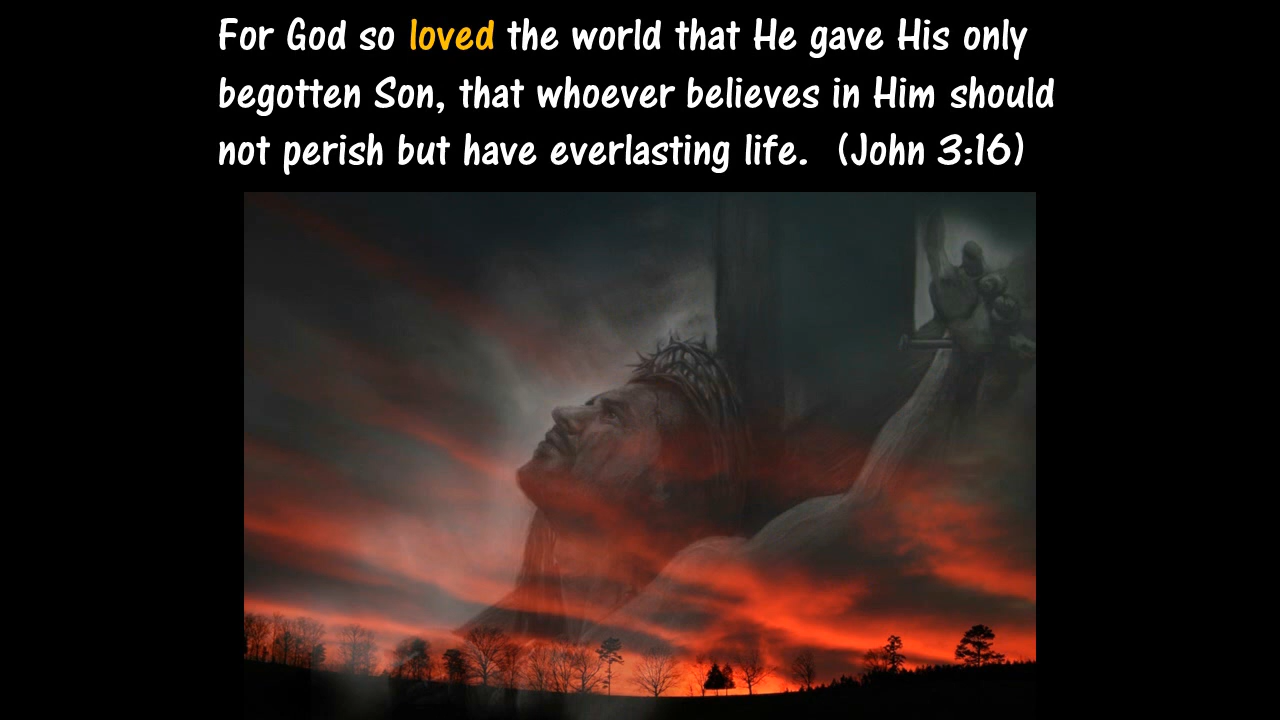 For God so loved the world that He gave His only
begotten Son, that whoever believes in Him should
not perish but have everlasting life.  (John 3:16)